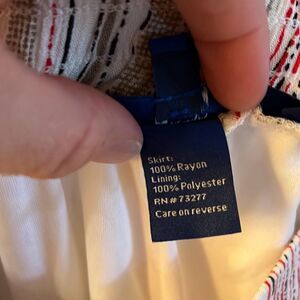 Skirt:
100% Rayon
Lining:
100% Polyester
RN# 73277
Care on reverse